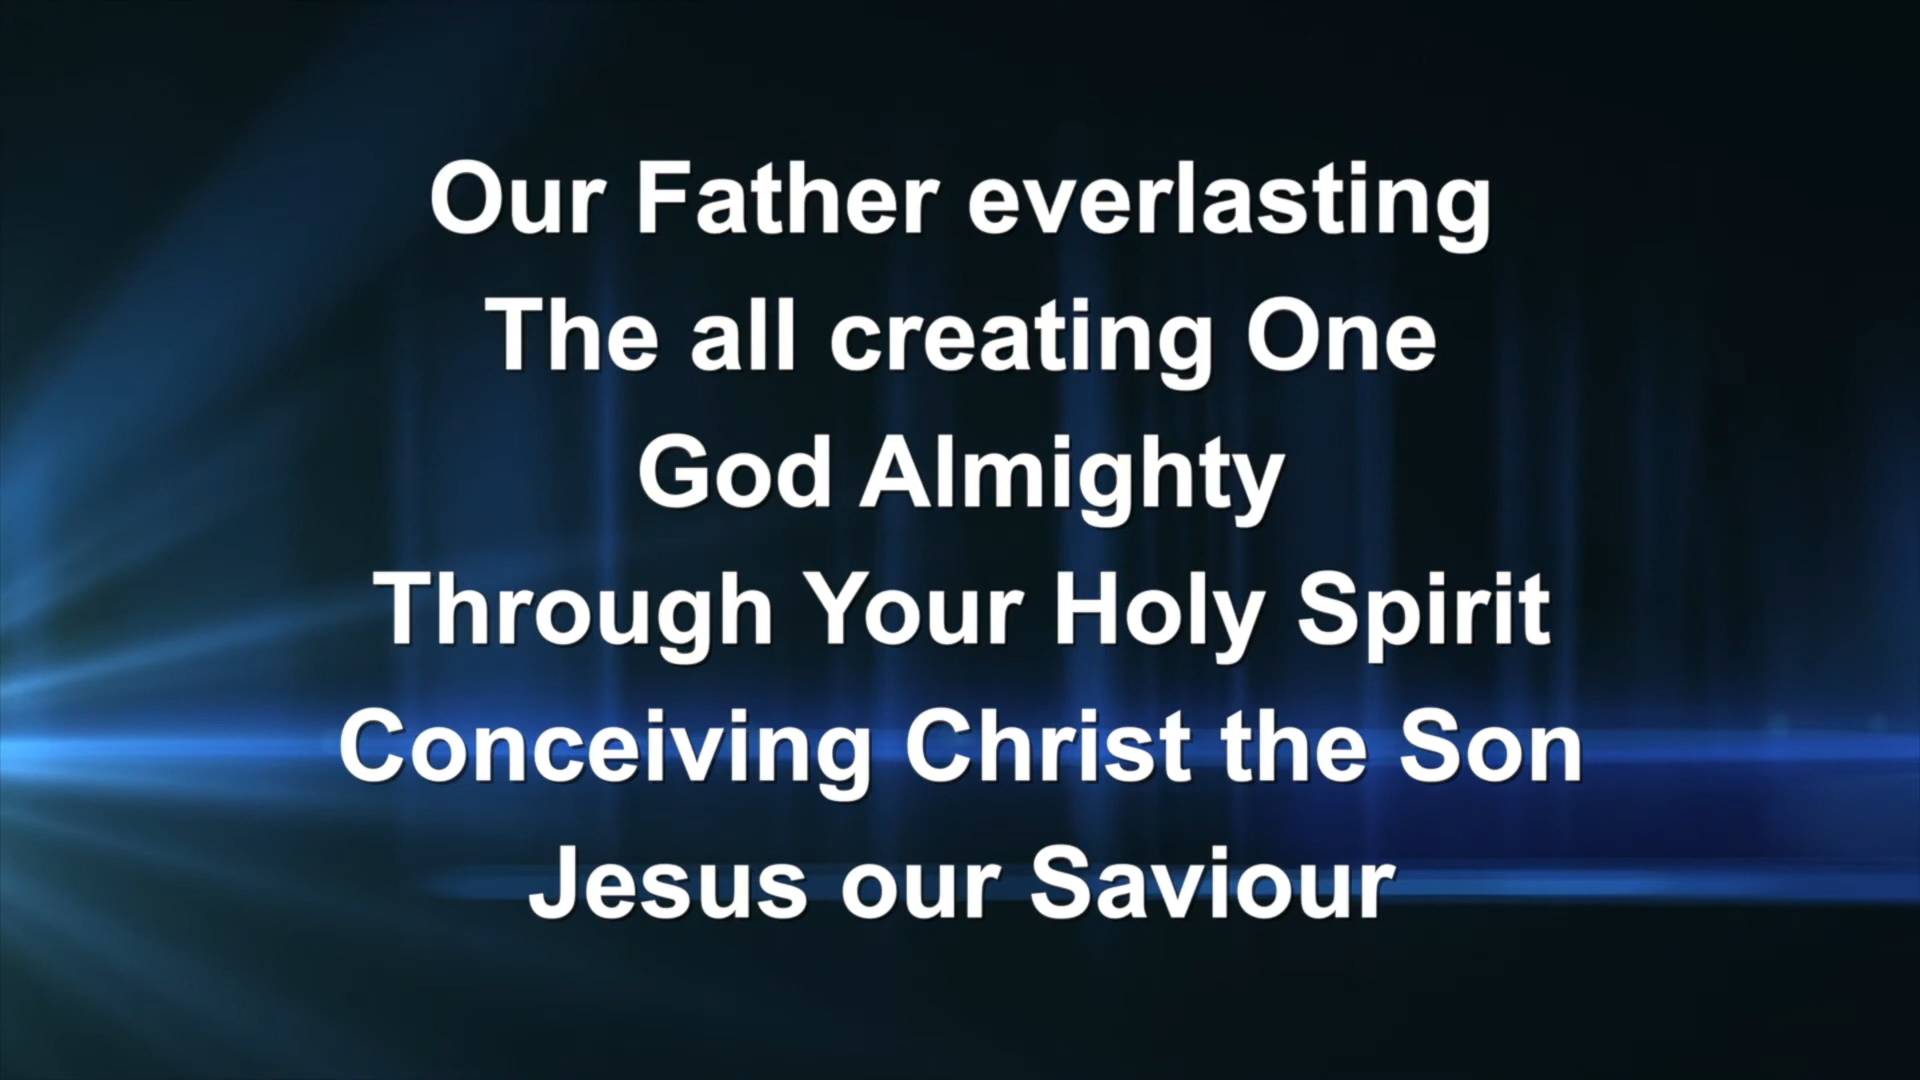 Our Father everlasting
The all creating One
God Almighty
Through Your Holy Spirit
Conceiving Christ the Son
Jesus our Saviour